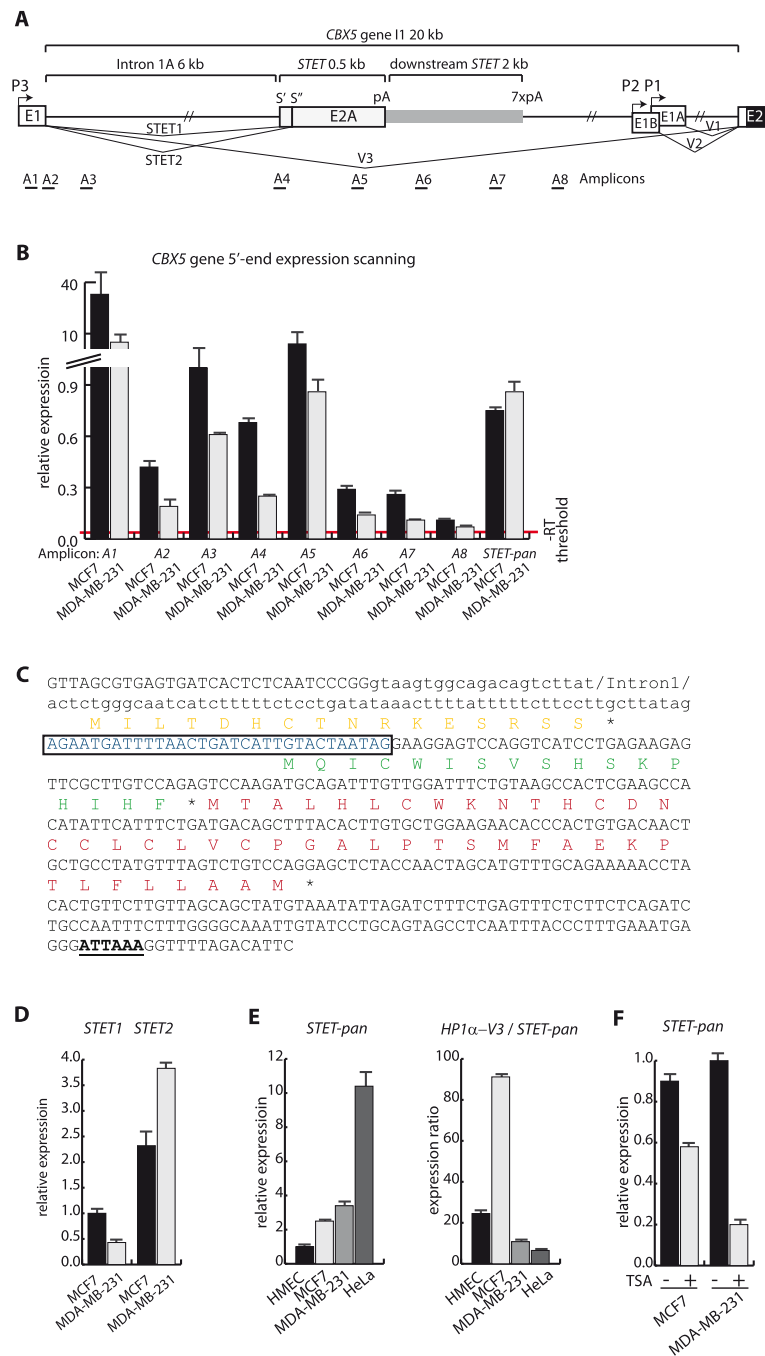 A
CBX5 gene I1 20 kb
Intron 1A 6 kb
STET 0.5 kb
downstream STET 2 kb
P3
S' S"
pA
7xpA
P2 P1
E1
E2A
E1B
E1A
E2
STET1
STET2
V3
V1
V2
A1 A2 A3 A4 A5 A6 A7 A8 Amplicons
B
CBX5 gene 5'-end expression scanning
relative expressioin
40
10
0.9
0.6
0.3
0.0
-RT threshold
Amplicon: A1 A2 A3 A4 A5 A6 A7 A8 STET-pan
MCF7 MDA-MB-231 MCF7 MDA-MB-231 MCF7 MDA-MB-231 MCF7 MDA-MB-231 MCF7 MDA-MB-231 MCF7 MDA-MB-231 MCF7 MDA-MB-231 MCF7 MDA-MB-231 MCF7 MDA-MB-231
C
GTTAGCGTGAGTGATCACTCTCAATCCCGGgtaagtggcagacagtcttat/Intron1/
actctgggcaatcatctttttctccctgatataaacttttatttttcttccttgcttatag
M I L T D H C T N R K E S R S S *
AGAATGATTTTAACTGATCATTGTACTAATAGGAAGGAGTCCAGGTCATCCTGAGAAGAG
M Q I C W I S V S H S K P
TTCGCTTGTCCAGAGTCCAAGATGCAGATTTGTTGGATTTCTGTAAGCCACTCGAAGCCA
H I H F * M T A L H L C W K N T H C D N
CATATTCATTTCTGATGACAGCTTTACACTTGTGCTGGAAGAACACCCACTGTGACAACT
C C L C L V C P G A L P T S M F A E K P
GCTGCCTATGTTTAGTCTGTCCAGGAGCTCTACCAACTAGCATGTTTGCAGAAAAACCTA
T L F L L A A M *
CACTGTTCTTGTTAGCAGCTATGTAAATATTAGATCTTTCTGAGTTTCTCTTCTCAGATC
TGCCAATTTCTTTGGGGCAAATTGTATCCTGCAGTAGCCTCAATTTACCCTTTGAAATGA
GGGATTAAAGGTTTTAGACATTC
D
STET1 STET2
relative expressioin
4.0
3.5
2.5
2.0
1.5
1.0
0.5
0.0
MCF7 MDA-MB-231 MCF7 MDA-MB-231
E
STET-pan
relative expressioin
12
10
8
6
4
2
0
HMEC MCF7 MDA-MB-231 HeLa
HP1α–V3 / STET-pan
expression ratio
100
80
60
40
20
0
HMEC MCF7 MDA-MB-231 HeLa
F
STET-pan
relative expressioin
1.0
0.8
0.6
0.4
0.2
0.0
TSA - + - +
MCF7 MDA-MB-231